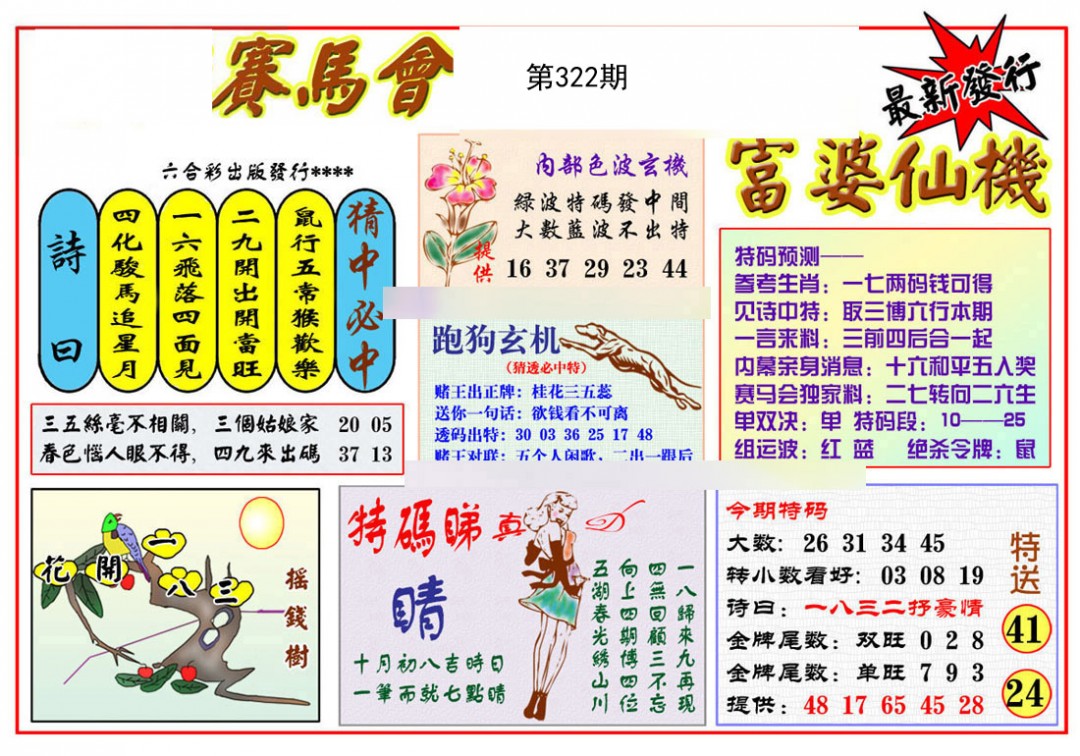 賽馬會
第322期
最新發行
六合彩出版發行****
詩曰
四化駿馬追星月
一六飛落四面見
二九開出開當旺
鼠行五常猴歡樂
猜中必中
三五絲毫不相關，三個姑娘家 20 05
春色惱人眼不得，四九來出碼 37 13
內部色波玄機
綠波特碼發中間
大數藍波不出特
提供 16 37 29 23 44
跑狗玄机
（猜透必中特）
赌王出正牌：桂花三五蕊
送你一句话：欲钱看不可离
透码出特：30 03 36 25 17 48
赌王对联：五个人闲歌，二出一跟后
富婆仙機
特码预测——
参考生肖：一七两码钱可得
见诗中特：取三博六行本期
一言来料：三前四后合一起
内幕亲身消息：十六和平五入奖
赛马会独家料：二七转向二六生
单双决：单 特码段：10——25
组运波：红 蓝 绝杀令牌：鼠
花開一八三
搖錢樹
特碼睇真D
睛
十月初八吉時日
一筆而就七點睛
一八歸來九再現
四無回顧三不忘
向上四期博四位
五湖春光綉山川
今期特码
大数：26 31 34 45
转小数看好：03 08 19
诗曰：一八三二抒豪情
金牌尾数：双旺 0 2 8
金牌尾数：单旺 7 9 3
提供：48 17 65 45 28
特送
41
24